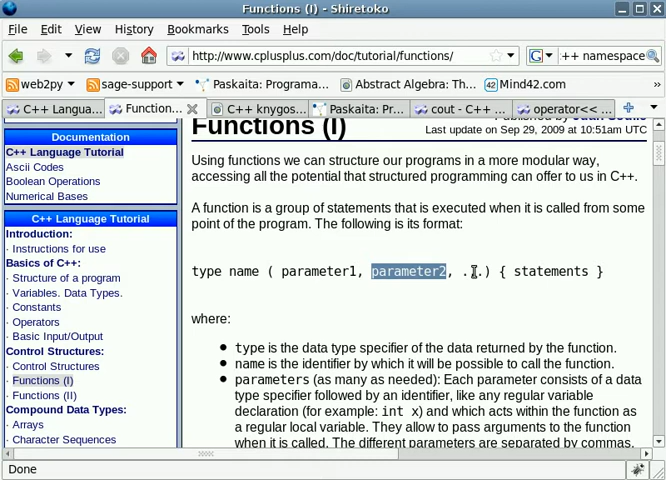 Functions (I) - Shiretoko
File Edit View History Bookmarks Tools Help
http://www.cplusplus.com/doc/tutorial/functions/
++ namespace
web2py sage-support Paskaita: Programa... Abstract Algebra: Th... Mind42.com
C++ Langua... Function... C++ knygos... Paskaita: Pr... cout - C++ ... operator<< ...
Documentation
C++ Language Tutorial
Ascii Codes
Boolean Operations
Numerical Bases
C++ Language Tutorial
Introduction:
· Instructions for use
Basics of C++:
· Structure of a program
· Variables. Data Types.
· Constants
· Operators
· Basic Input/Output
Control Structures:
· Control Structures
· Functions (I)
· Functions (II)
Compound Data Types:
· Arrays
· Character Sequences
Functions (I)
Last update on Sep 29, 2009 at 10:51am UTC
Using functions we can structure our programs in a more modular way,
accessing all the potential that structured programming can offer to us in C++.
A function is a group of statements that is executed when it is called from some
point of the program. The following is its format:
type name ( parameter1, parameter2, ...) { statements }
where:
● type is the data type specifier of the data returned by the function.
● name is the identifier by which it will be possible to call the function.
● parameters (as many as needed): Each parameter consists of a data
type specifier followed by an identifier, like any regular variable
declaration (for example: int x) and which acts within the function as
a regular local variable. They allow to pass arguments to the function
when it is called. The different parameters are separated by commas.
Done